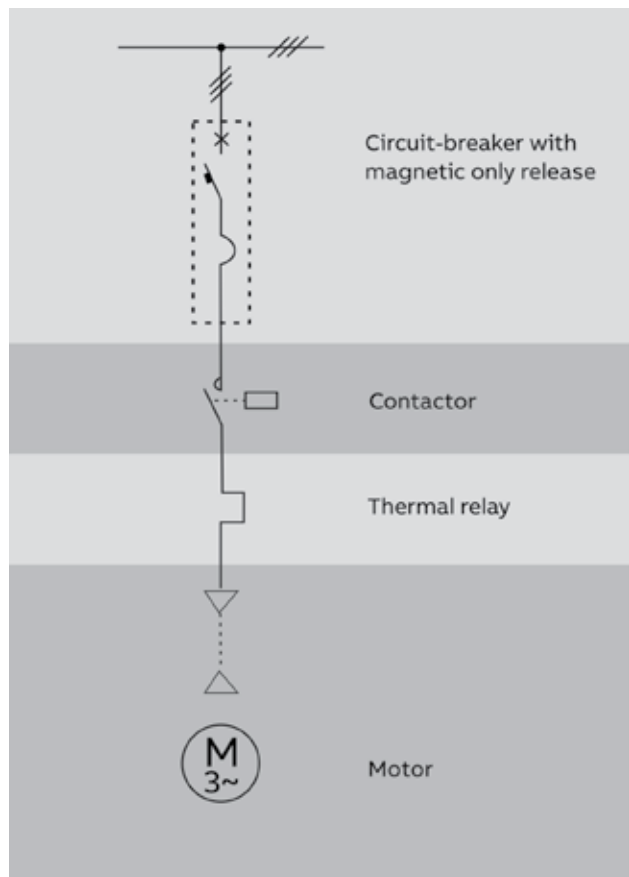 Circuit-breaker with
magnetic only release
Contactor
Thermal relay
M
3~
Motor